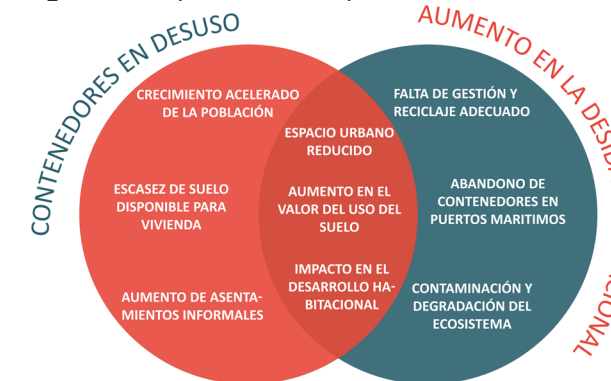 CONTENEDORES EN DESUSO
AUMENTO EN LA
CRECIMIENTO ACELERADO
DE LA POBLACIÓN
ESCASEZ DE SUELO
DISPONIBLE PARA
VIVIENDA
AUMENTO DE ASENTA-
MIENTOS INFORMALES
ESPACIO URBANO
REDUCIDO
AUMENTO EN EL
VALOR DEL USO DEL
SUELO
IMPACTO EN EL
DESARROLLO HA-
BITACIONAL
FALTA DE GESTIÓN Y
RECICLAJE ADECUADO
ABANDONO DE
CONTENEDORES EN
PUERTOS MARITIMOS
CONTAMINACIÓN Y
DEGRADACIÓN DEL
ECOSISTEMA